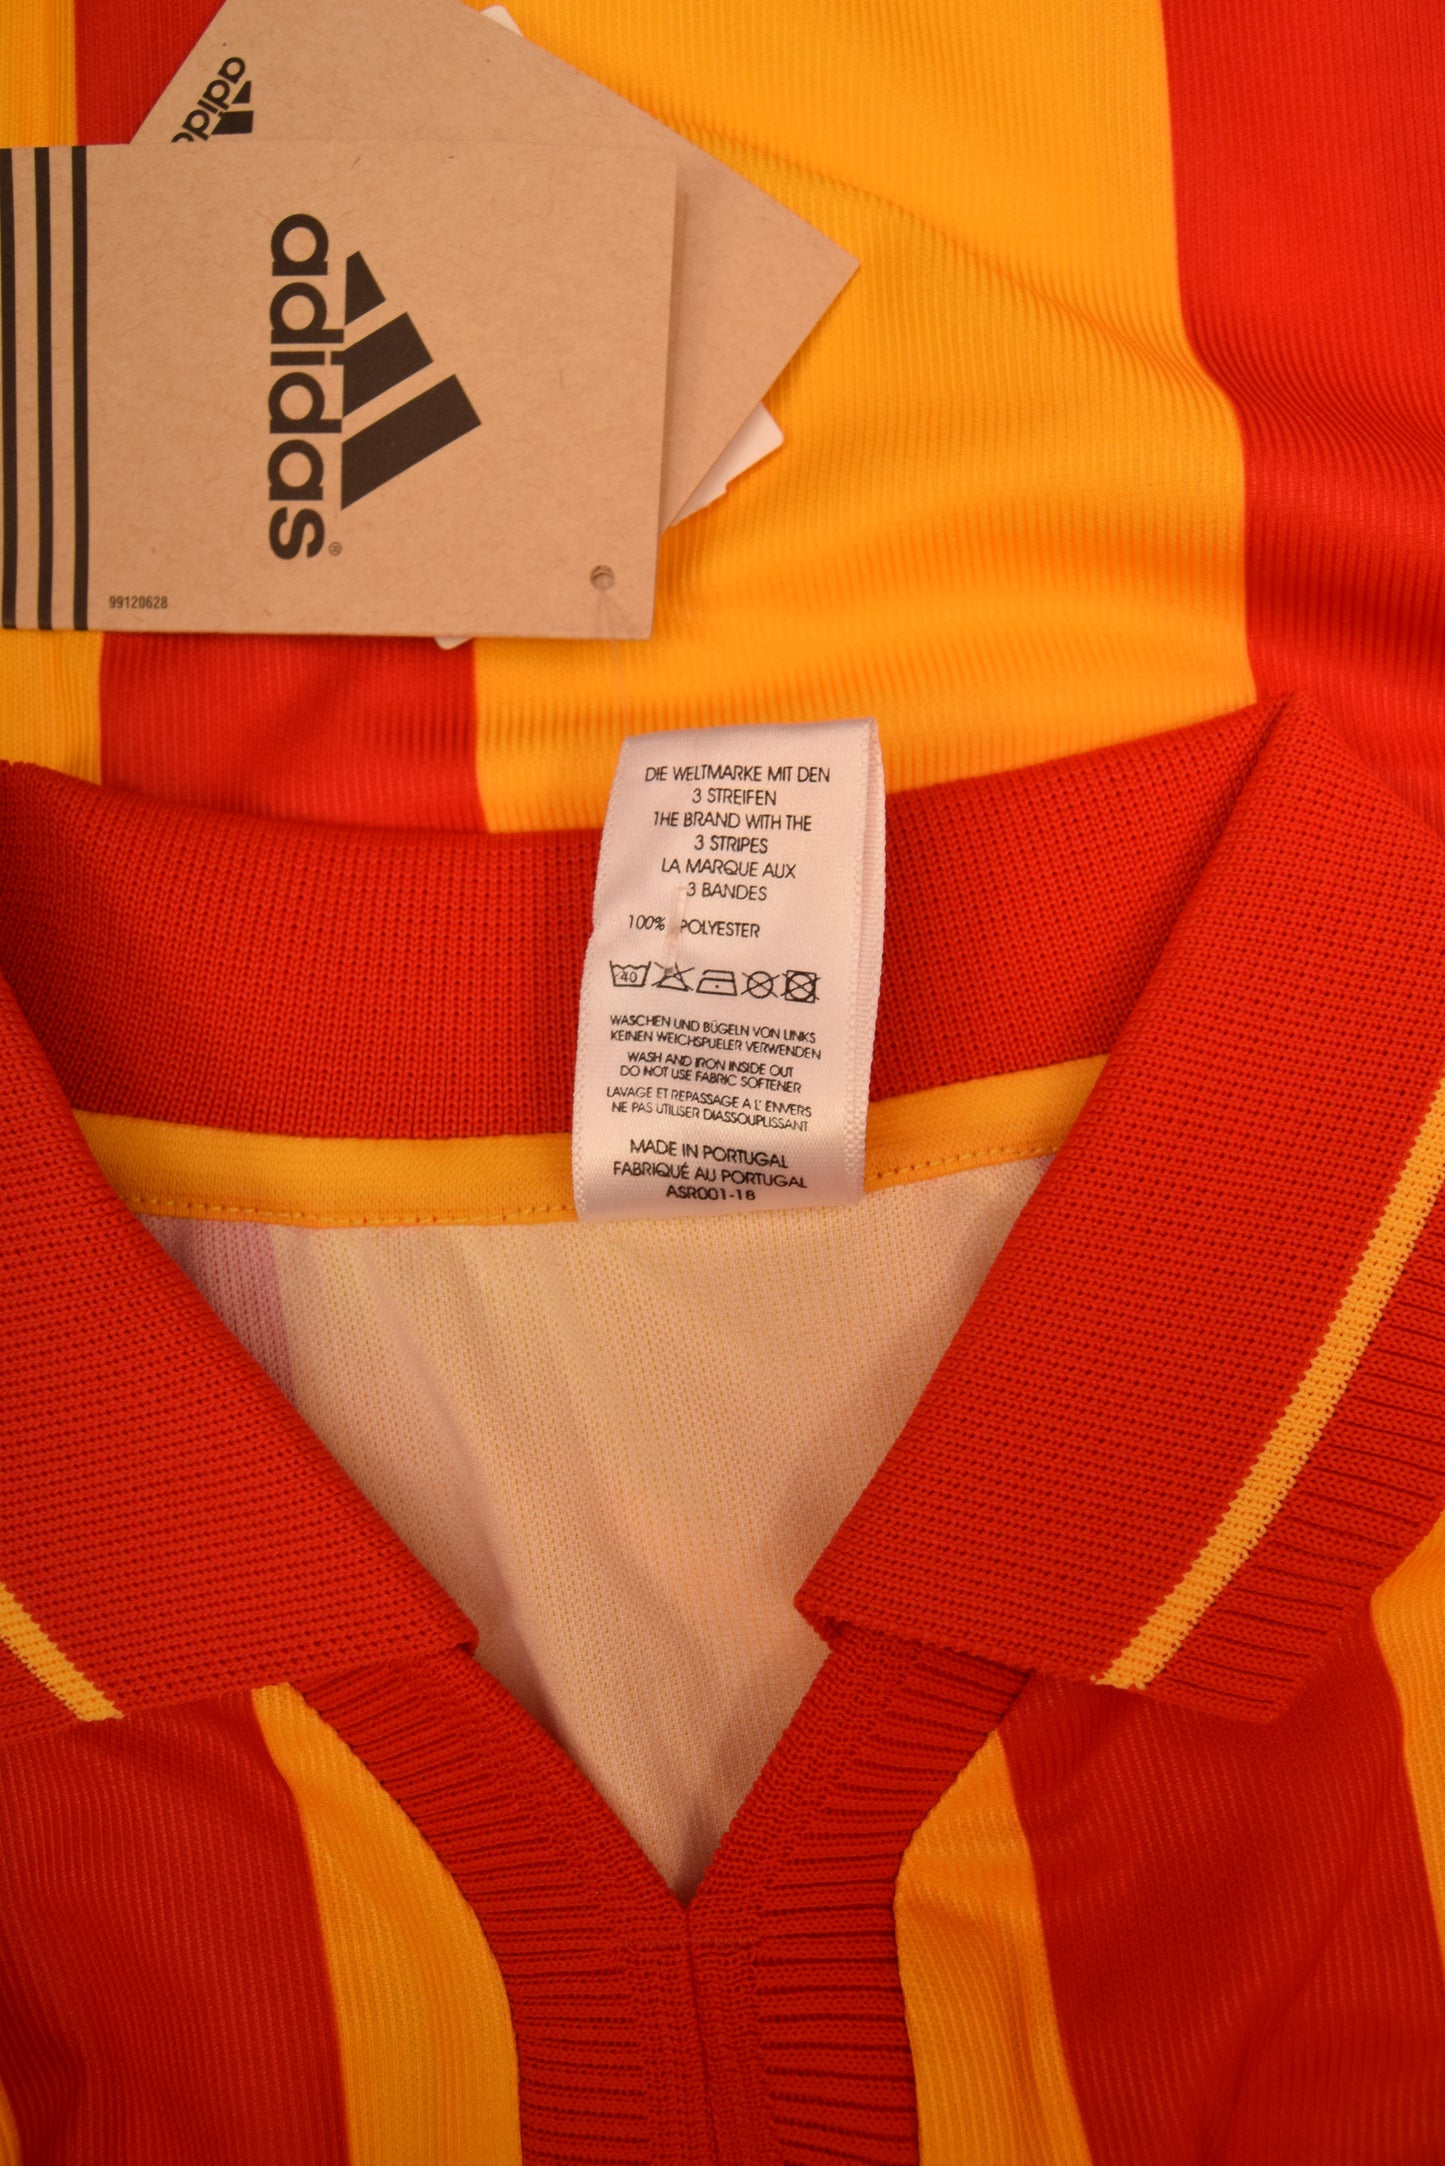 adidas
adidas®
99120628
DIE WELTMARKE MIT DEN
3 STREIFEN
THE BRAND WITH THE
3 STRIPES
LA MARQUE AUX
3 BANDES
100% POLYESTER
40
WASCHEN UND BÜGELN VON LINKS
KEINEN WEICHSPUELER VERWENDEN
WASH AND IRON INSIDE OUT
DO NOT USE FABRIC SOFTENER
LAVAGE ET REPASSAGE A L' ENVERS
NE PAS UTILISER D'ASSOUPLISSANT
MADE IN PORTUGAL
FABRIQUÉ AU PORTUGAL
ASR001-18